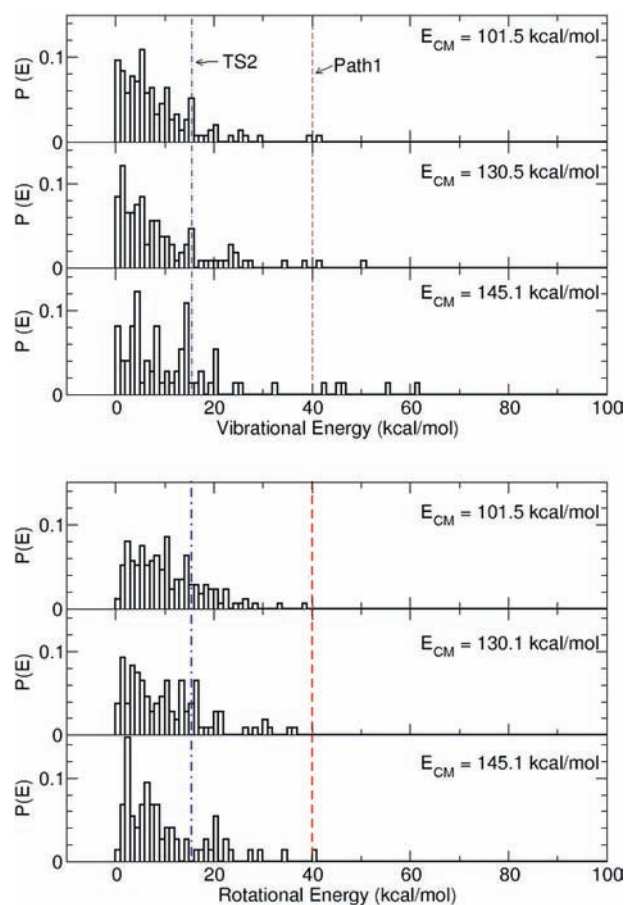 P (E)
0.1
0
TS2
Path1
E_CM = 101.5 kcal/mol
P (E)
0.1
0
E_CM = 130.5 kcal/mol
P (E)
0.1
0
E_CM = 145.1 kcal/mol
0 20 40 60 80 100
Vibrational Energy (kcal/mol)
P(E)
0.1
0
E_CM = 101.5 kcal/mol
P(E)
0.1
0
E_CM = 130.1 kcal/mol
P(E)
0.1
0
E_CM = 145.1 kcal/mol
0 20 40 60 80 100
Rotational Energy (kcal/mol)